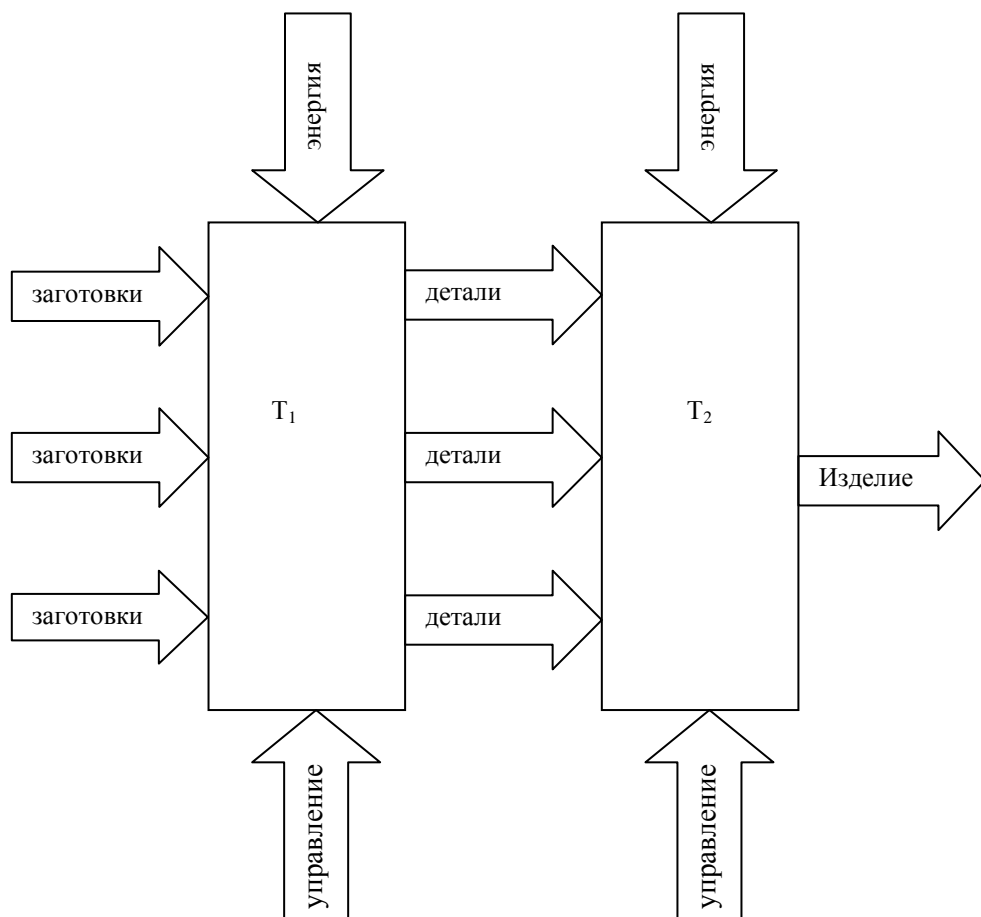 энергия
энергия
заготовки
детали
T₁
T₂
заготовки
детали
Изделие
заготовки
детали
управление
управление